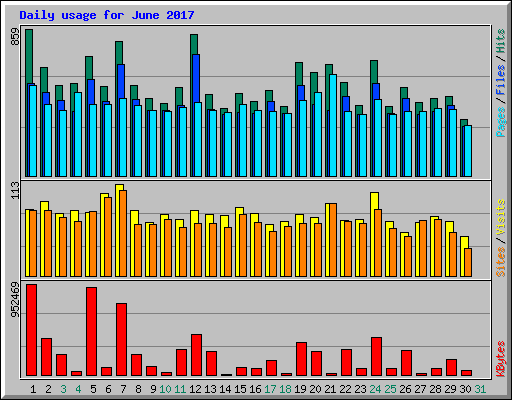 Daily usage for June 2017
859
Pages / Files / Hits
113
Sites / Visits
952469
KBytes
1 2 3 4 5 6 7 8 9 10 11 12 13 14 15 16 17 18 19 20 21 22 23 24 25 26 27 28 29 30 31